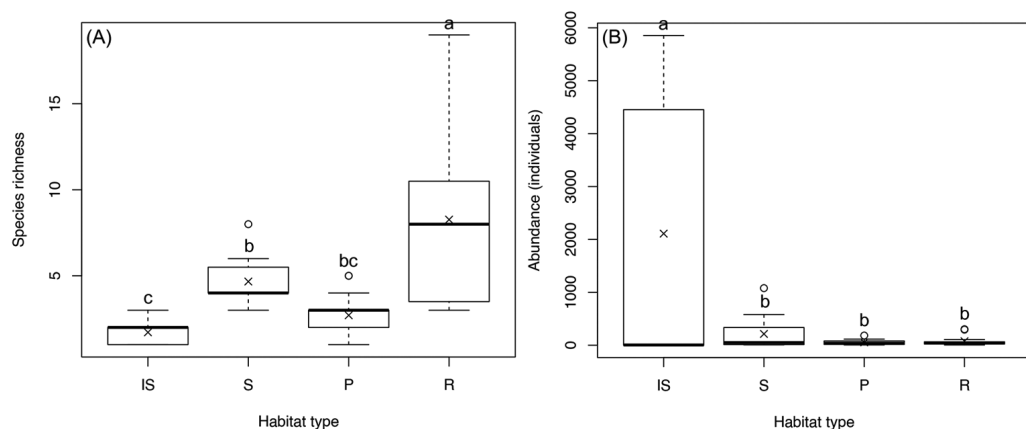 (A)
Species richness
15
10
5
c
b
bc
a
IS S P R
Habitat type
(B)
Abundance (individuals)
6000
5000
4000
3000
2000
1000
0
a
b
b
b
IS S P R
Habitat type